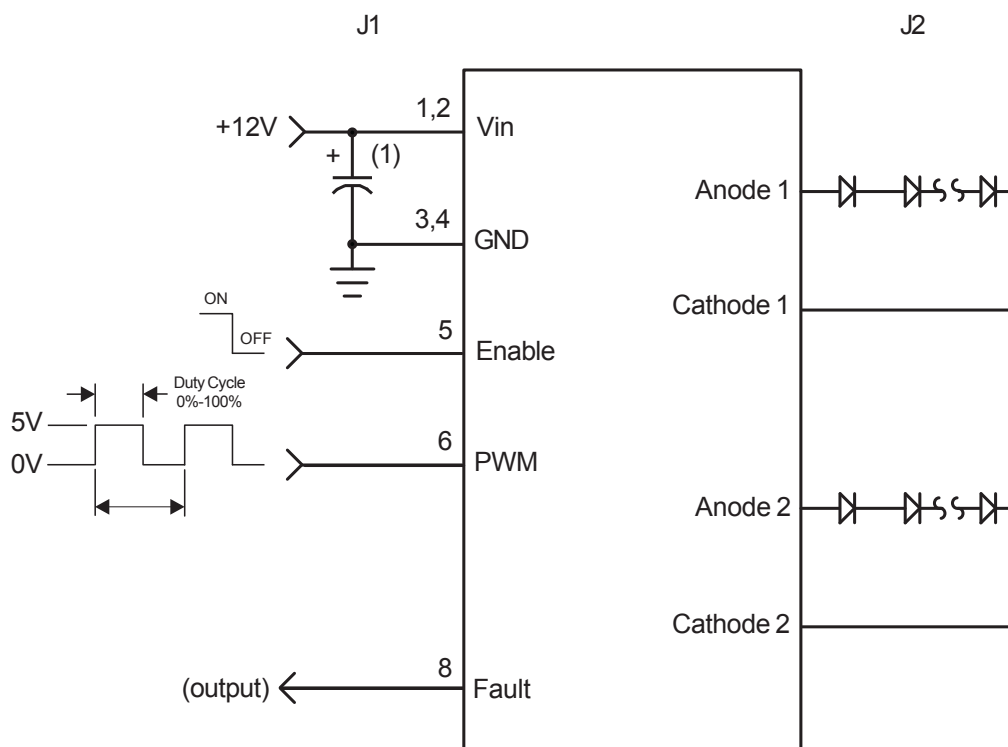 J1
J2
+12V
1,2
Vin
+
(1)
Anode 1
3,4
GND
Cathode 1
ON
OFF
5
Enable
Duty Cycle
0%-100%
5V
0V
6
PWM
Anode 2
Cathode 2
(output)
8
Fault